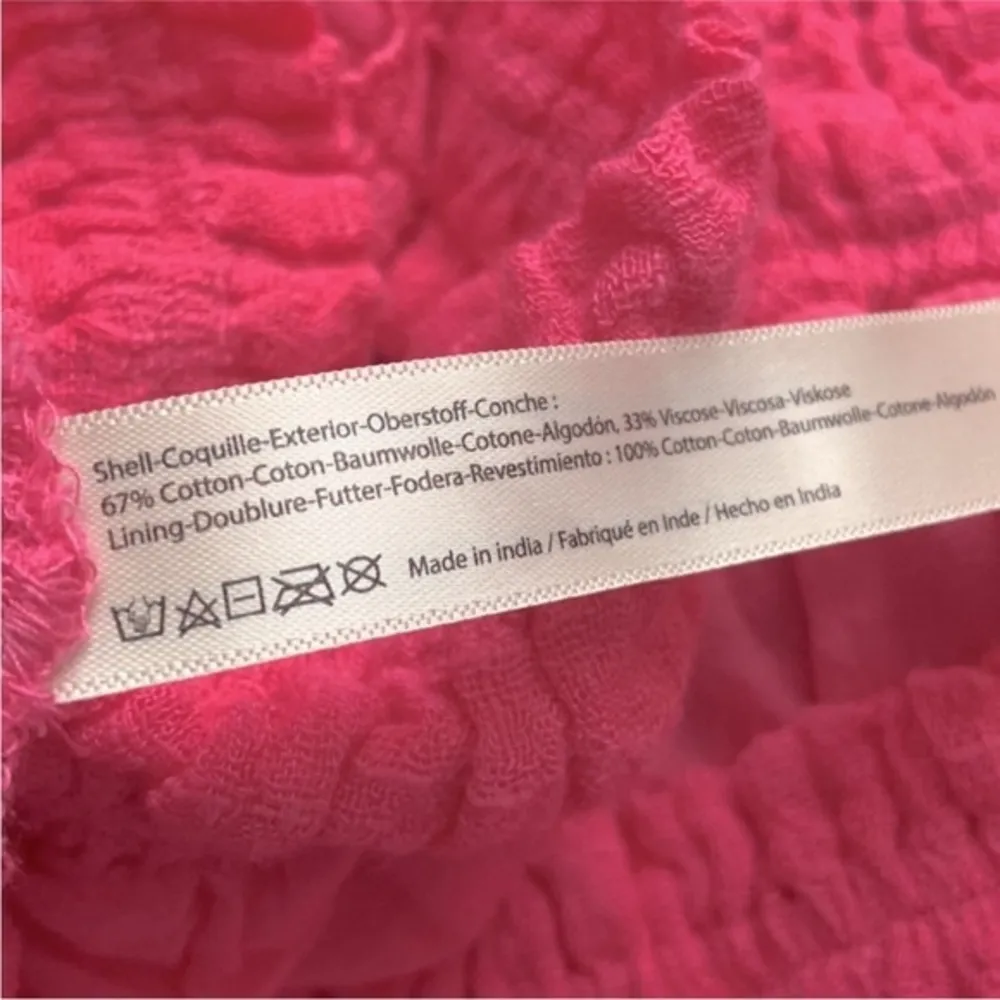 Shell-Coquille-Exterior-Oberstoff-Conche :
67% Cotton-Coton-Baumwolle-Cotone-Algodón, 33% Viscose-Viscosa-Viskose
Lining-Doublure-Futter-Fodera-Revestimiento : 100% Cotton-Coton-Baumwolle-Cotone-Algodón
Made in india / Fabriqué en Inde / Hecho en India